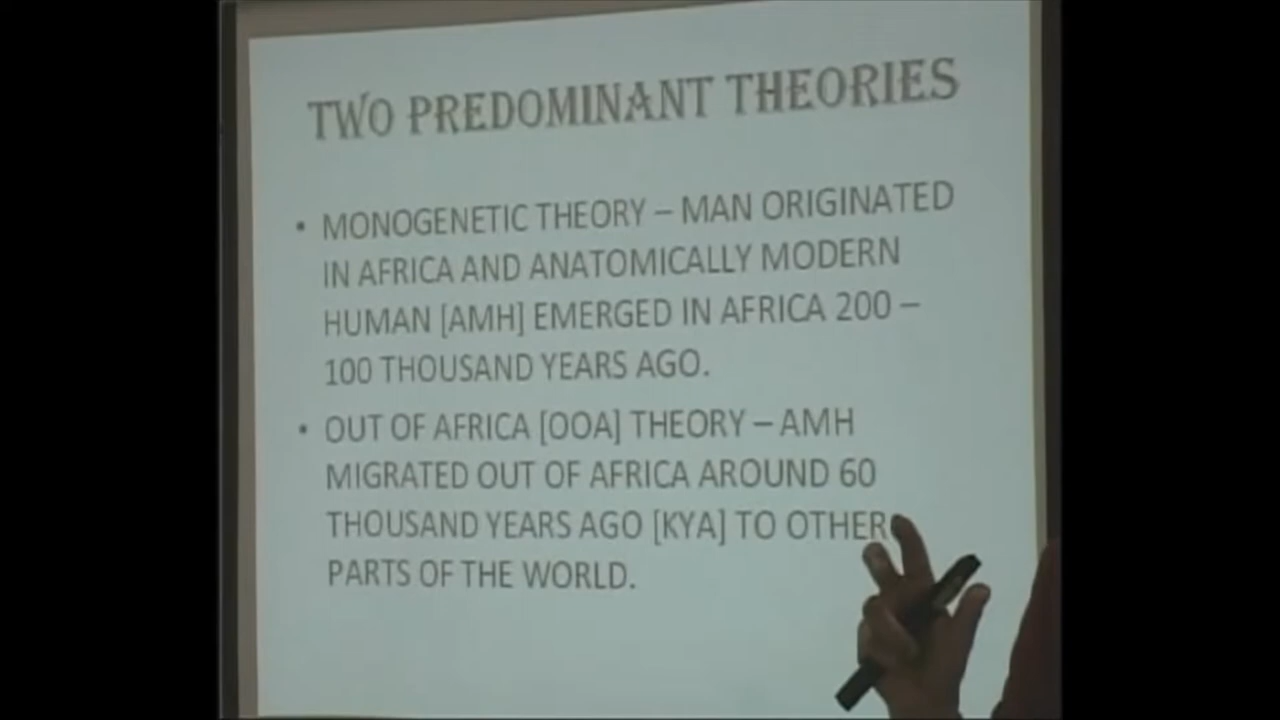 TWO PREDOMINANT THEORIES
• MONOGENETIC THEORY – MAN ORIGINATED
IN AFRICA AND ANATOMICALLY MODERN
HUMAN [AMH] EMERGED IN AFRICA 200 –
100 THOUSAND YEARS AGO.
• OUT OF AFRICA [OOA] THEORY – AMH
MIGRATED OUT OF AFRICA AROUND 60
THOUSAND YEARS AGO [KYA] TO OTHER
PARTS OF THE WORLD.